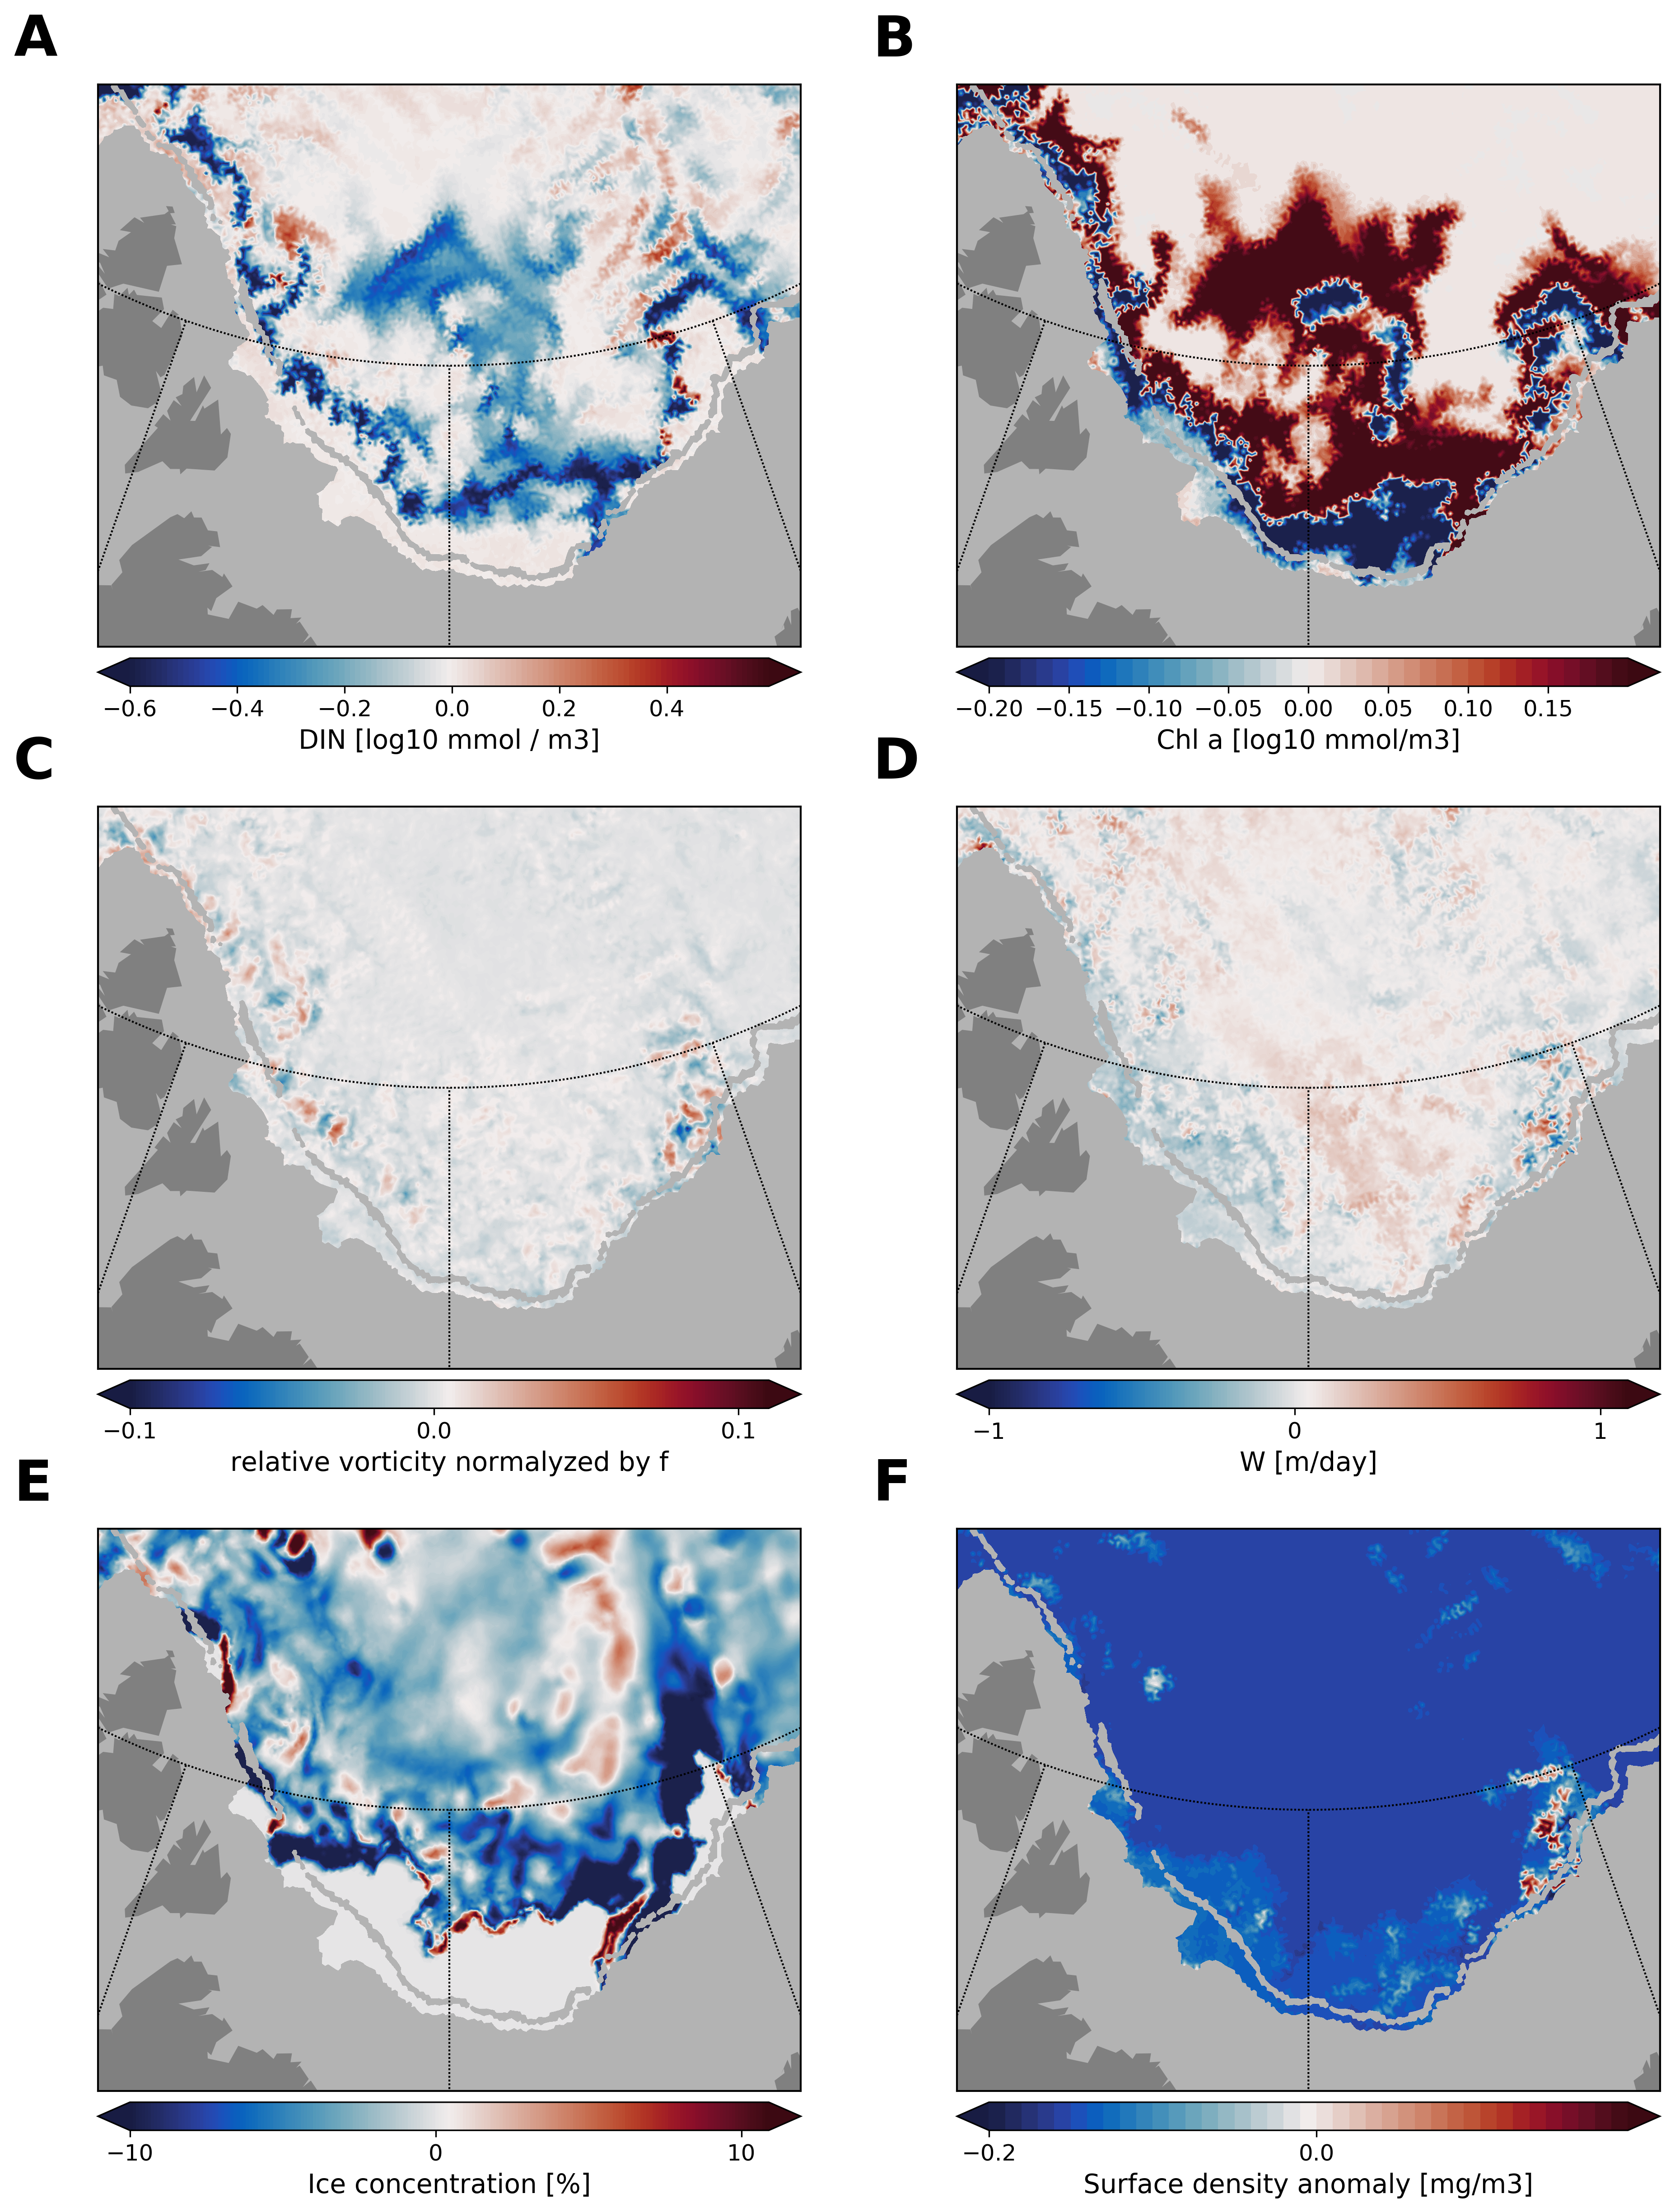 A B
−0.6 −0.4 −0.2 0.0 0.2 0.4
DIN [log10 mmol / m3]
−0.20 −0.15 −0.10 −0.05 0.00 0.05 0.10 0.15
Chl a [log10 mmol/m3]
C D
−0.1 0.0 0.1
relative vorticity normalyzed by f
−1 0 1
W [m/day]
E F
−10 0 10
Ice concentration [%]
−0.2 0.0
Surface density anomaly [mg/m3]